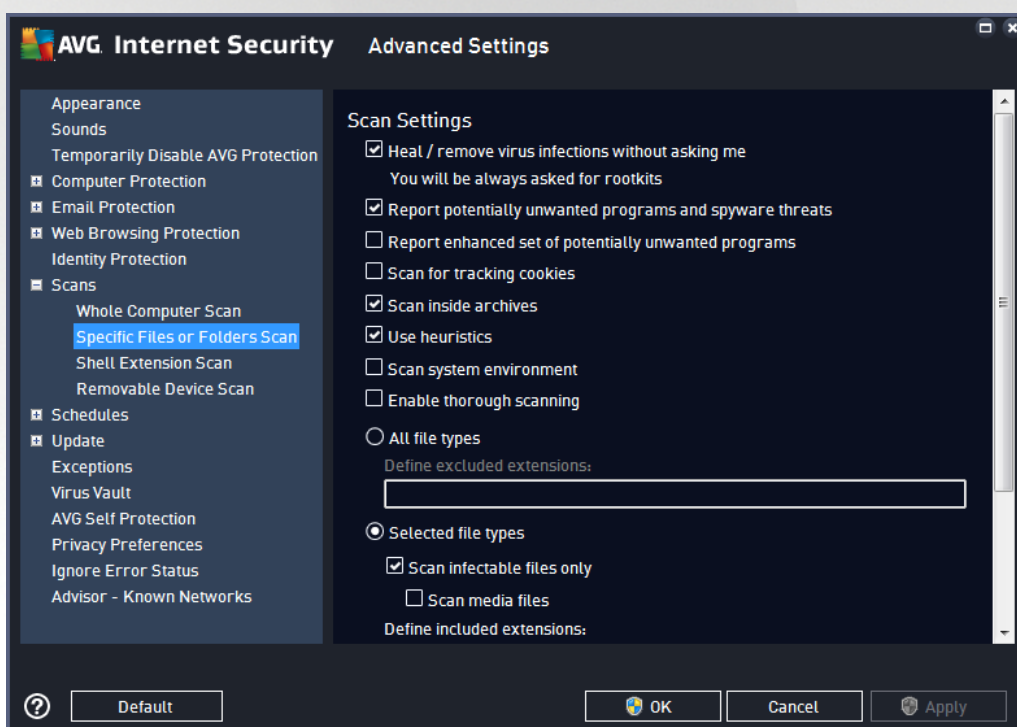 AVG. Internet Security Advanced Settings
Appearance
Sounds
Temporarily Disable AVG Protection
Computer Protection
Email Protection
Web Browsing Protection
Identity Protection
Scans
Whole Computer Scan
Specific Files or Folders Scan
Shell Extension Scan
Removable Device Scan
Schedules
Update
Exceptions
Virus Vault
AVG Self Protection
Privacy Preferences
Ignore Error Status
Advisor - Known Networks
Scan Settings
Heal / remove virus infections without asking me
You will be always asked for rootkits
Report potentially unwanted programs and spyware threats
Report enhanced set of potentially unwanted programs
Scan for tracking cookies
Scan inside archives
Use heuristics
Scan system environment
Enable thorough scanning
All file types
Define excluded extensions:
Selected file types
Scan infectable files only
Scan media files
Define included extensions:
? Default OK Cancel Apply